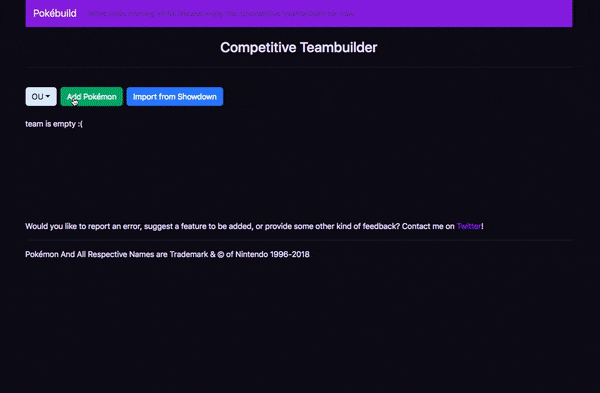 Pokébuild
Competitive Teambuilder
OU
Add Pokémon
Import from Showdown
team is empty :(
Would you like to report an error, suggest a feature to be added, or provide some other kind of feedback? Contact me on Twitter!
Pokémon And All Respective Names are Trademark & © of Nintendo 1996-2018